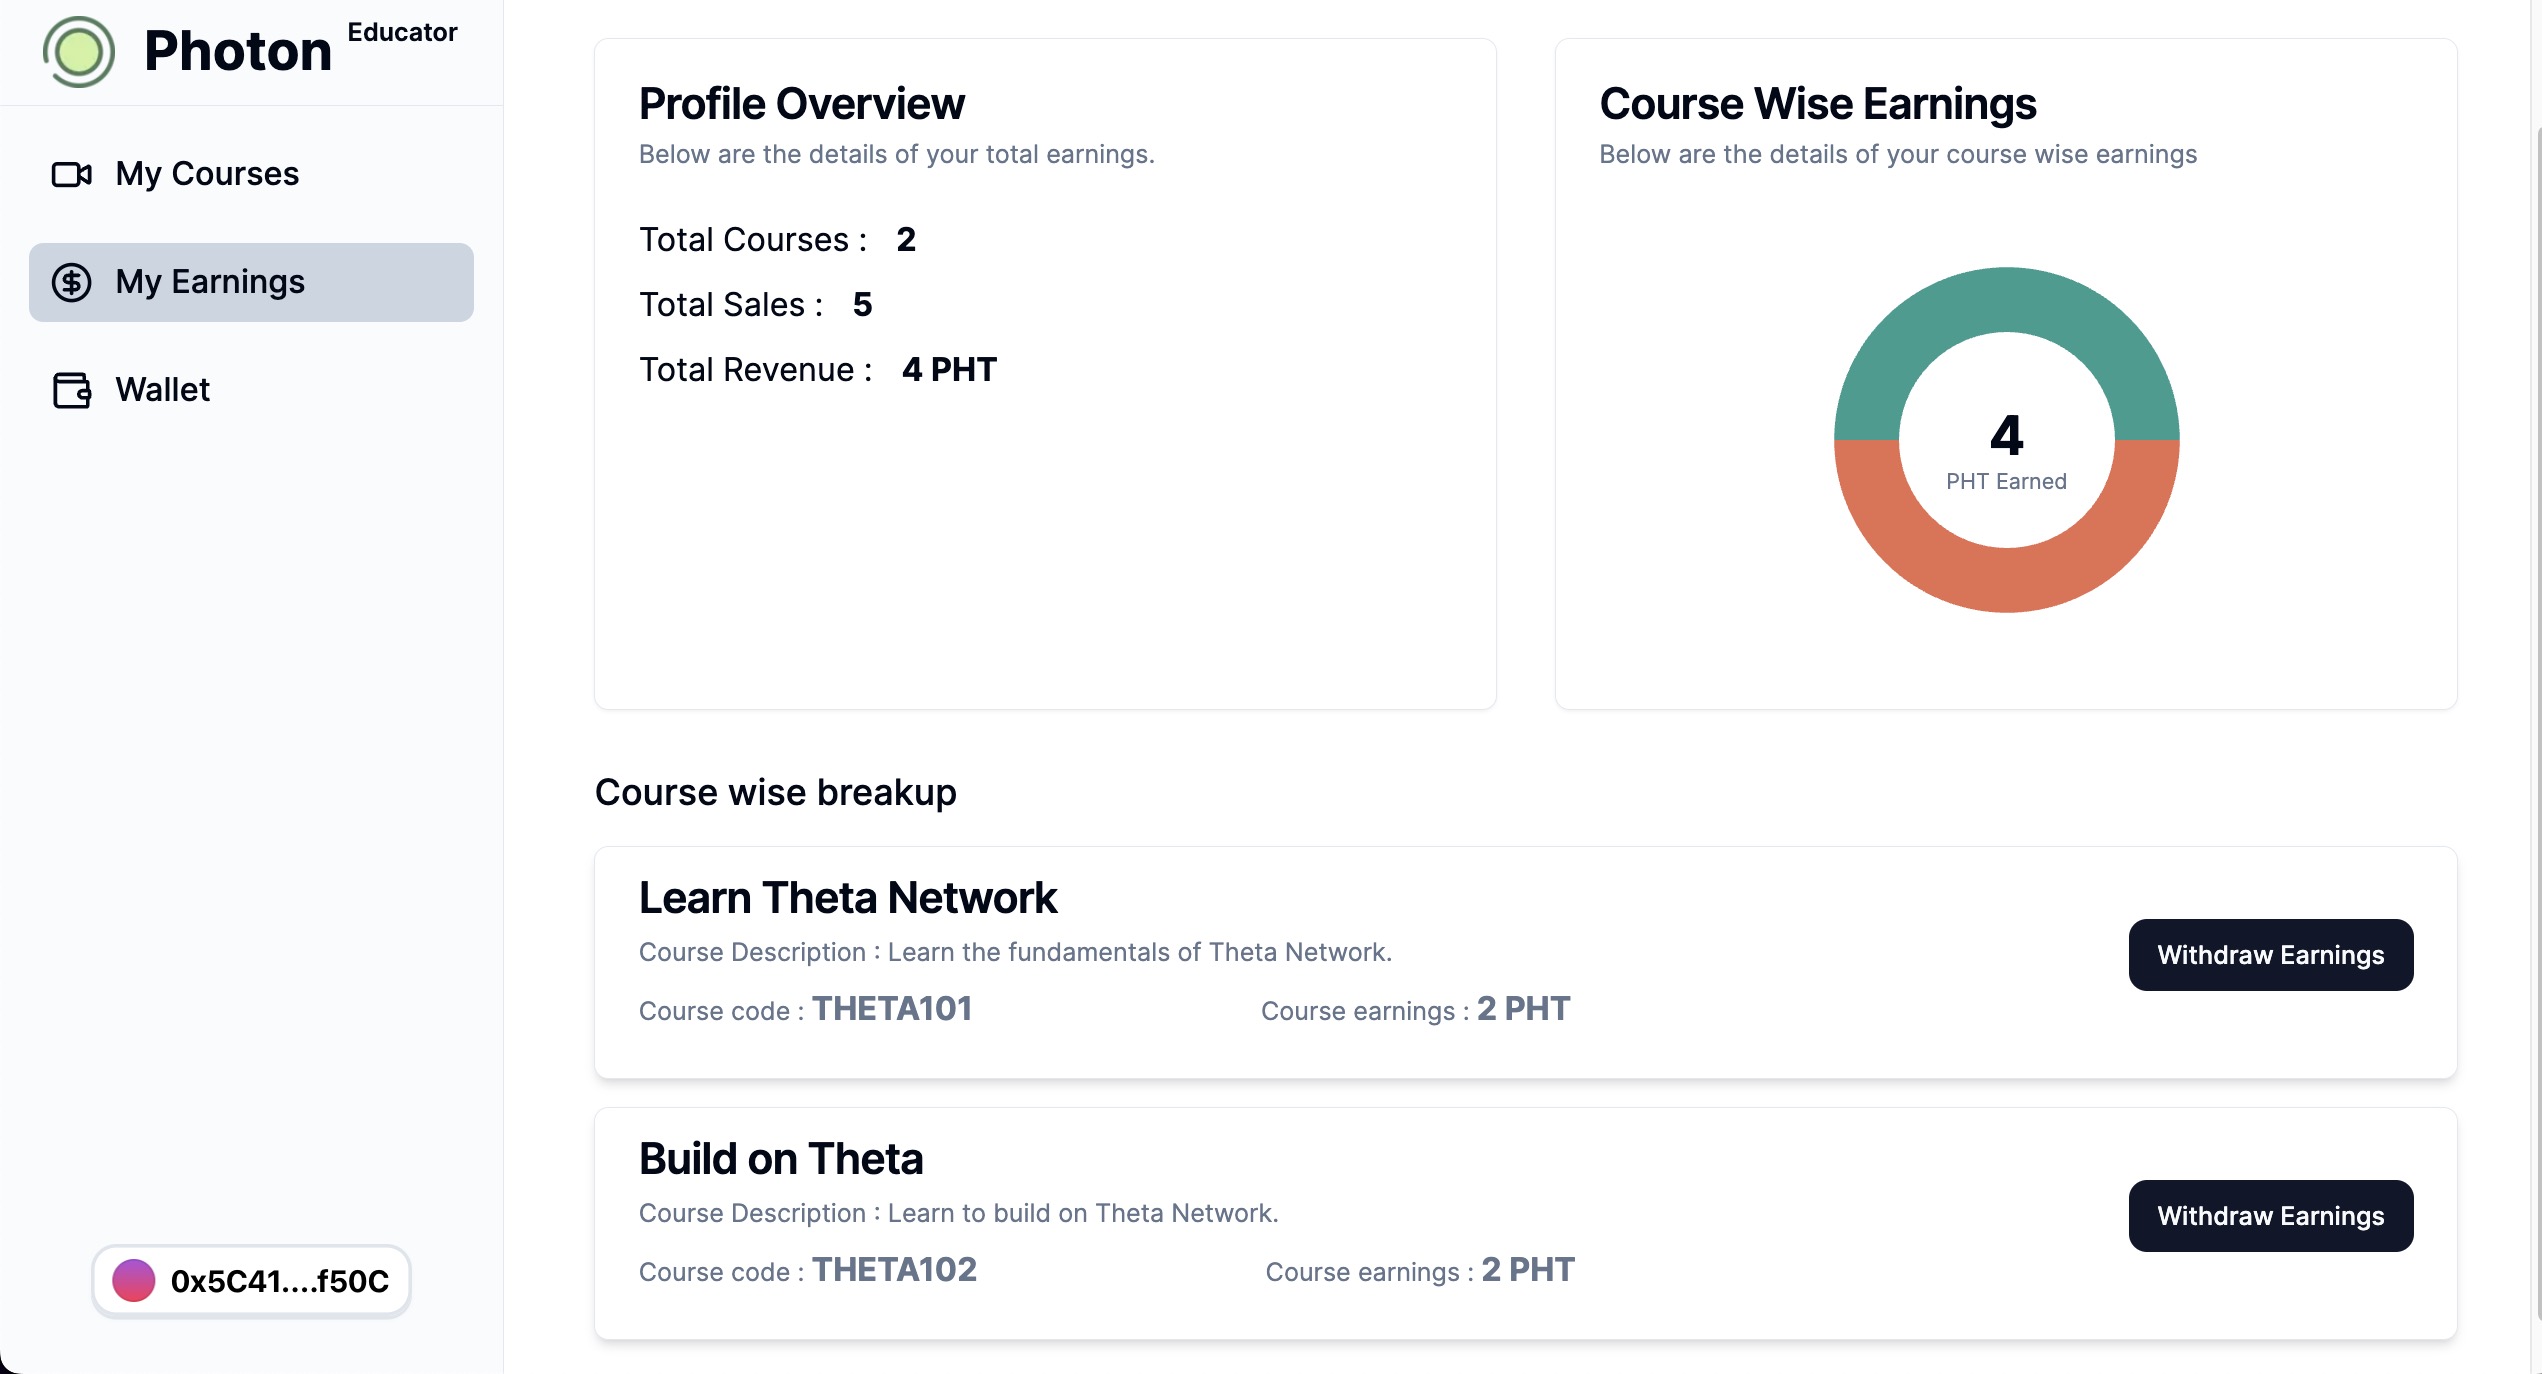 Photon Educator
My Courses
My Earnings
Wallet
0x5C41....f50C
Profile Overview
Below are the details of your total earnings.
Total Courses : 2
Total Sales : 5
Total Revenue : 4 PHT
Course Wise Earnings
Below are the details of your course wise earnings
4
PHT Earned
Course wise breakup
Learn Theta Network
Course Description : Learn the fundamentals of Theta Network.
Course code : THETA101 Course earnings : 2 PHT
Withdraw Earnings
Build on Theta
Course Description : Learn to build on Theta Network.
Course code : THETA102 Course earnings : 2 PHT
Withdraw Earnings